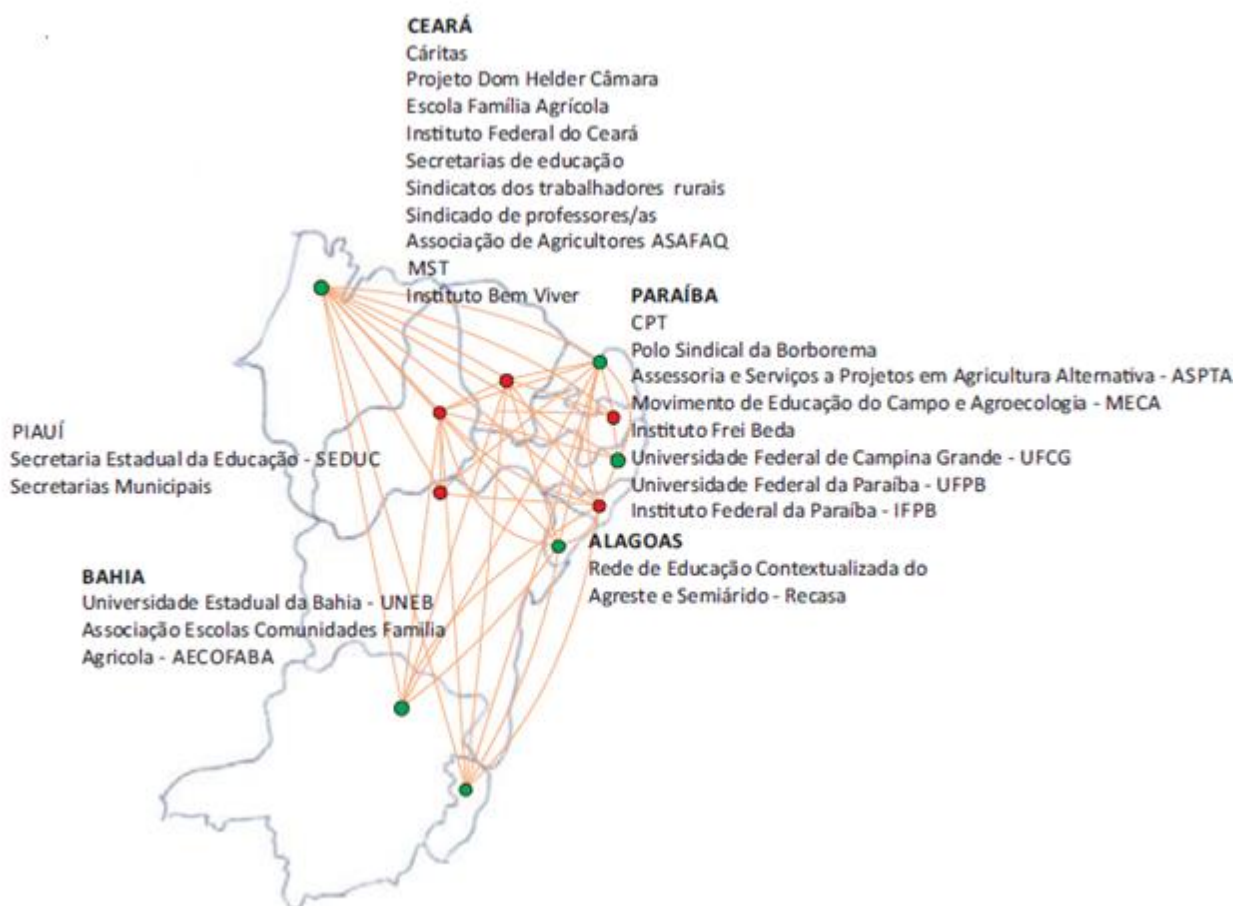 CEARÁ
Cáritas
Projeto Dom Helder Câmara
Escola Família Agrícola
Instituto Federal do Ceará
Secretarias de educação
Sindicatos dos trabalhadores rurais
Sindicado de professores/as
Associação de Agricultores ASAFAQ
MST
Instituto Bem Viver
PARAÍBA
CPT
Polo Sindical da Borborema
Assessoria e Serviços a Projetos em Agricultura Alternativa - ASPTA
Movimento de Educação do Campo e Agroecologia - MECA
Instituto Frei Beda
Universidade Federal de Campina Grande - UFCG
Universidade Federal da Paraíba - UFPB
Instituto Federal da Paraíba - IFPB
PIAUÍ
Secretaria Estadual da Educação - SEDUC
Secretarias Municipais
ALAGOAS
Rede de Educação Contextualizada do
Agreste e Semiárido - Recasa
BAHIA
Universidade Estadual da Bahia - UNEB
Associação Escolas Comunidades Familia
Agricola - AECOFABA